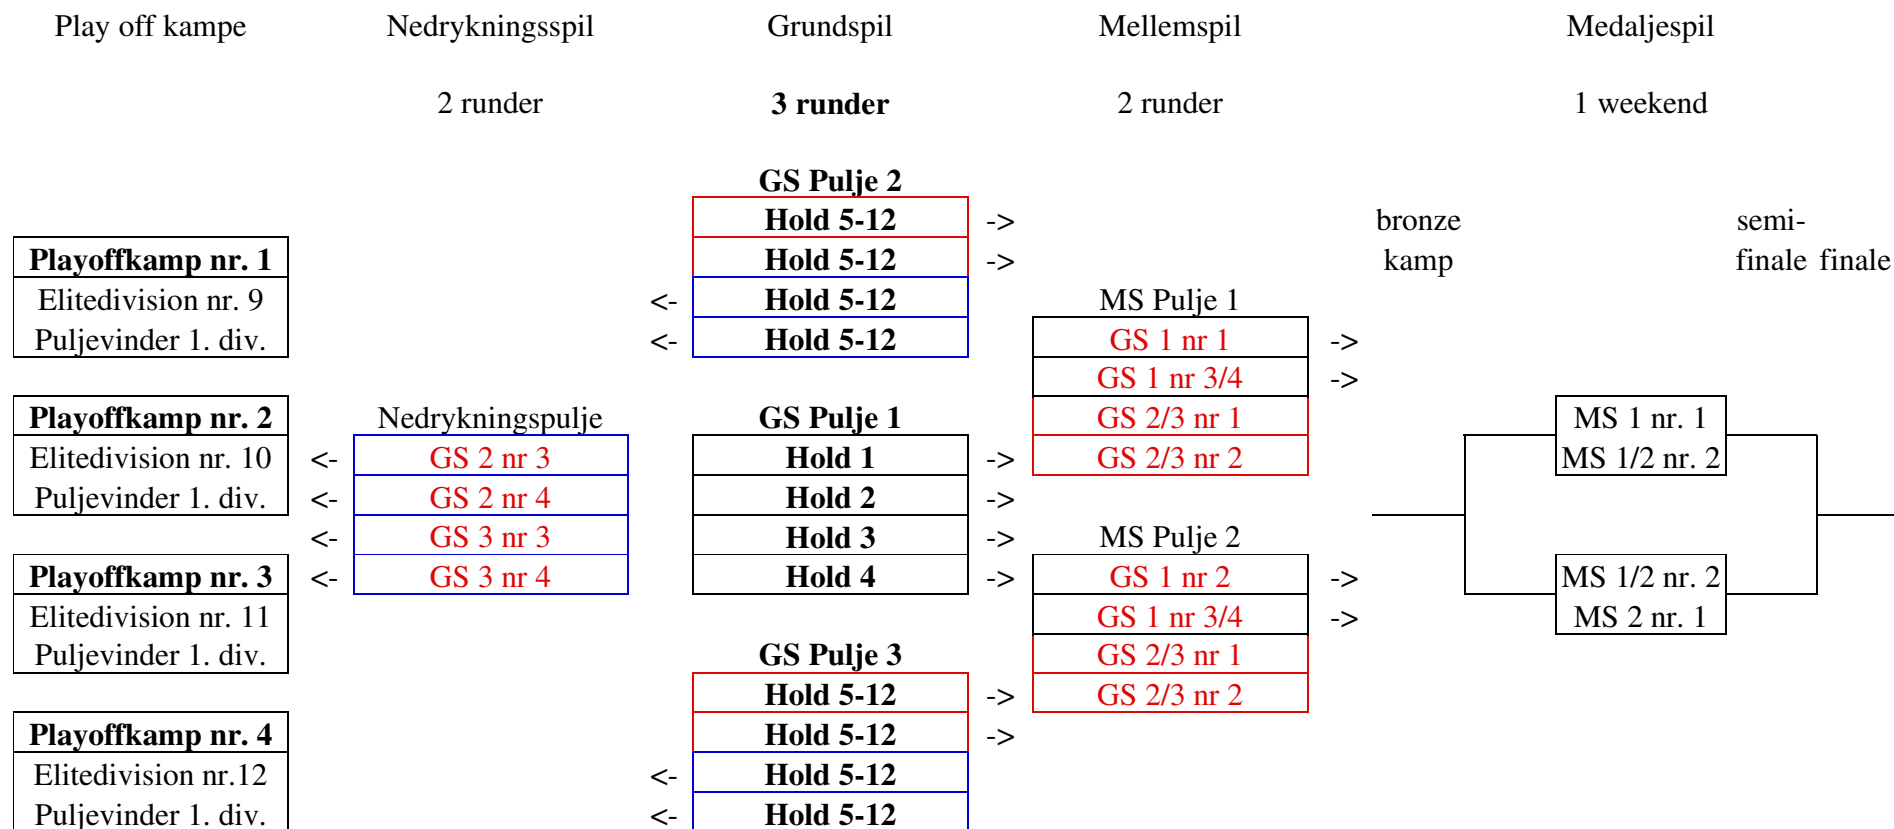 Play off kampe Nedrykningsspil Grundspil Mellemspil Medaljespil
2 runder 3 runder 2 runder 1 weekend
GS Pulje 2
Hold 5-12 -> bronze semi-
Playoffkamp nr. 1 Hold 5-12 -> kamp finale finale
Elitedivision nr. 9 <- Hold 5-12 MS Pulje 1
Puljevinder 1. div. <- Hold 5-12 GS 1 nr 1 ->
GS 1 nr 3/4 ->
Playoffkamp nr. 2 Nedrykningspulje GS Pulje 1 GS 2/3 nr 1 MS 1 nr. 1
Elitedivision nr. 10 <- GS 2 nr 3 Hold 1 -> GS 2/3 nr 2 MS 1/2 nr. 2
Puljevinder 1. div. <- GS 2 nr 4 Hold 2 ->
<- GS 3 nr 3 Hold 3 -> MS Pulje 2
Playoffkamp nr. 3 <- GS 3 nr 4 Hold 4 -> GS 1 nr 2 -> MS 1/2 nr. 2
Elitedivision nr. 11 GS 1 nr 3/4 -> MS 2 nr. 1
Puljevinder 1. div. GS Pulje 3 GS 2/3 nr 1
Hold 5-12 -> GS 2/3 nr 2
Playoffkamp nr. 4 Hold 5-12 ->
Elitedivision nr.12 <- Hold 5-12
Puljevinder 1. div. <- Hold 5-12